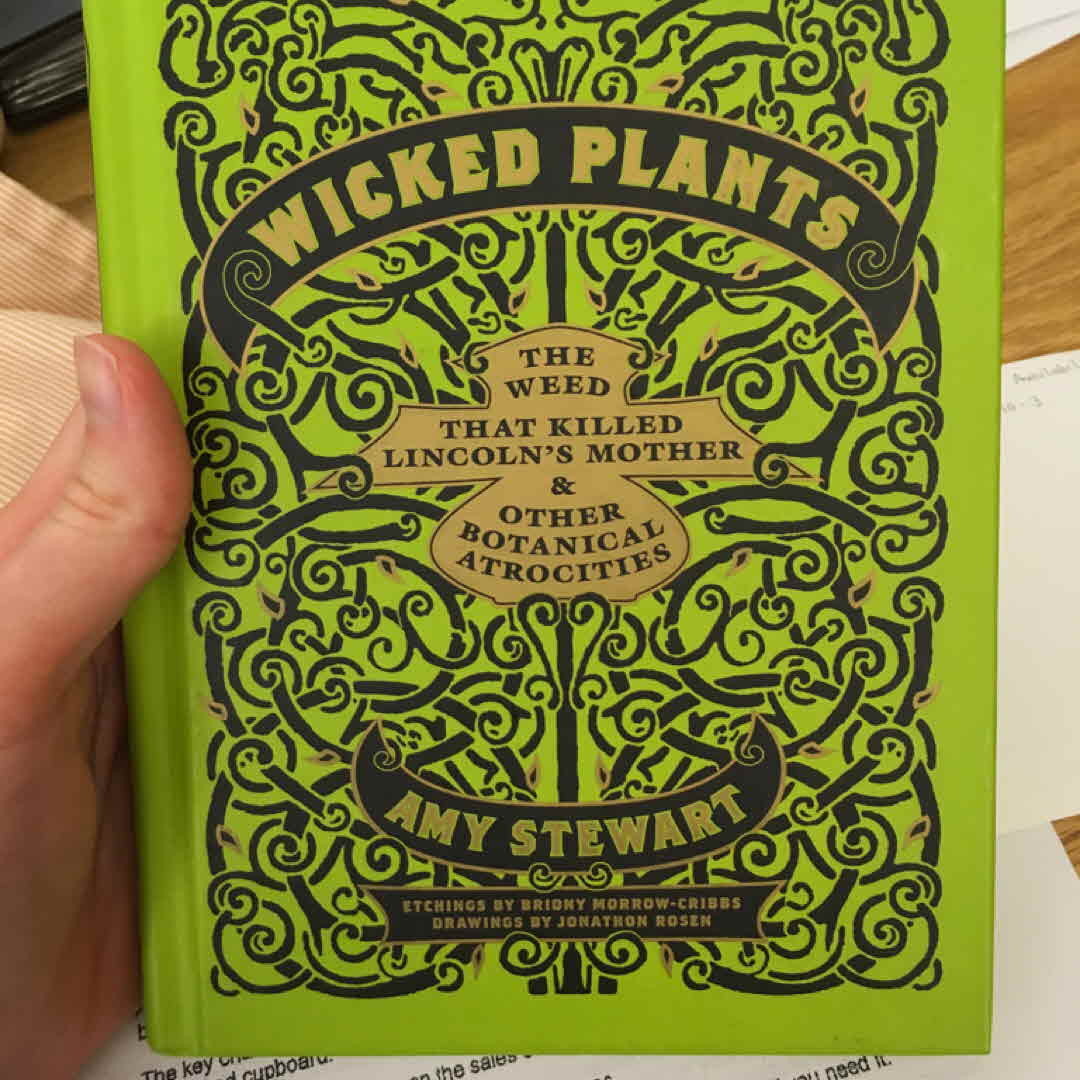 WICKED PLANTS
THE
WEED
THAT KILLED
LINCOLN'S MOTHER
&
OTHER
BOTANICAL
ATROCITIES
AMY STEWART
ETCHINGS BY BRIONY MORROW-CRIBBS
DRAWINGS BY JONATHON ROSEN
The key
cupboard.
on the sales
you need it.